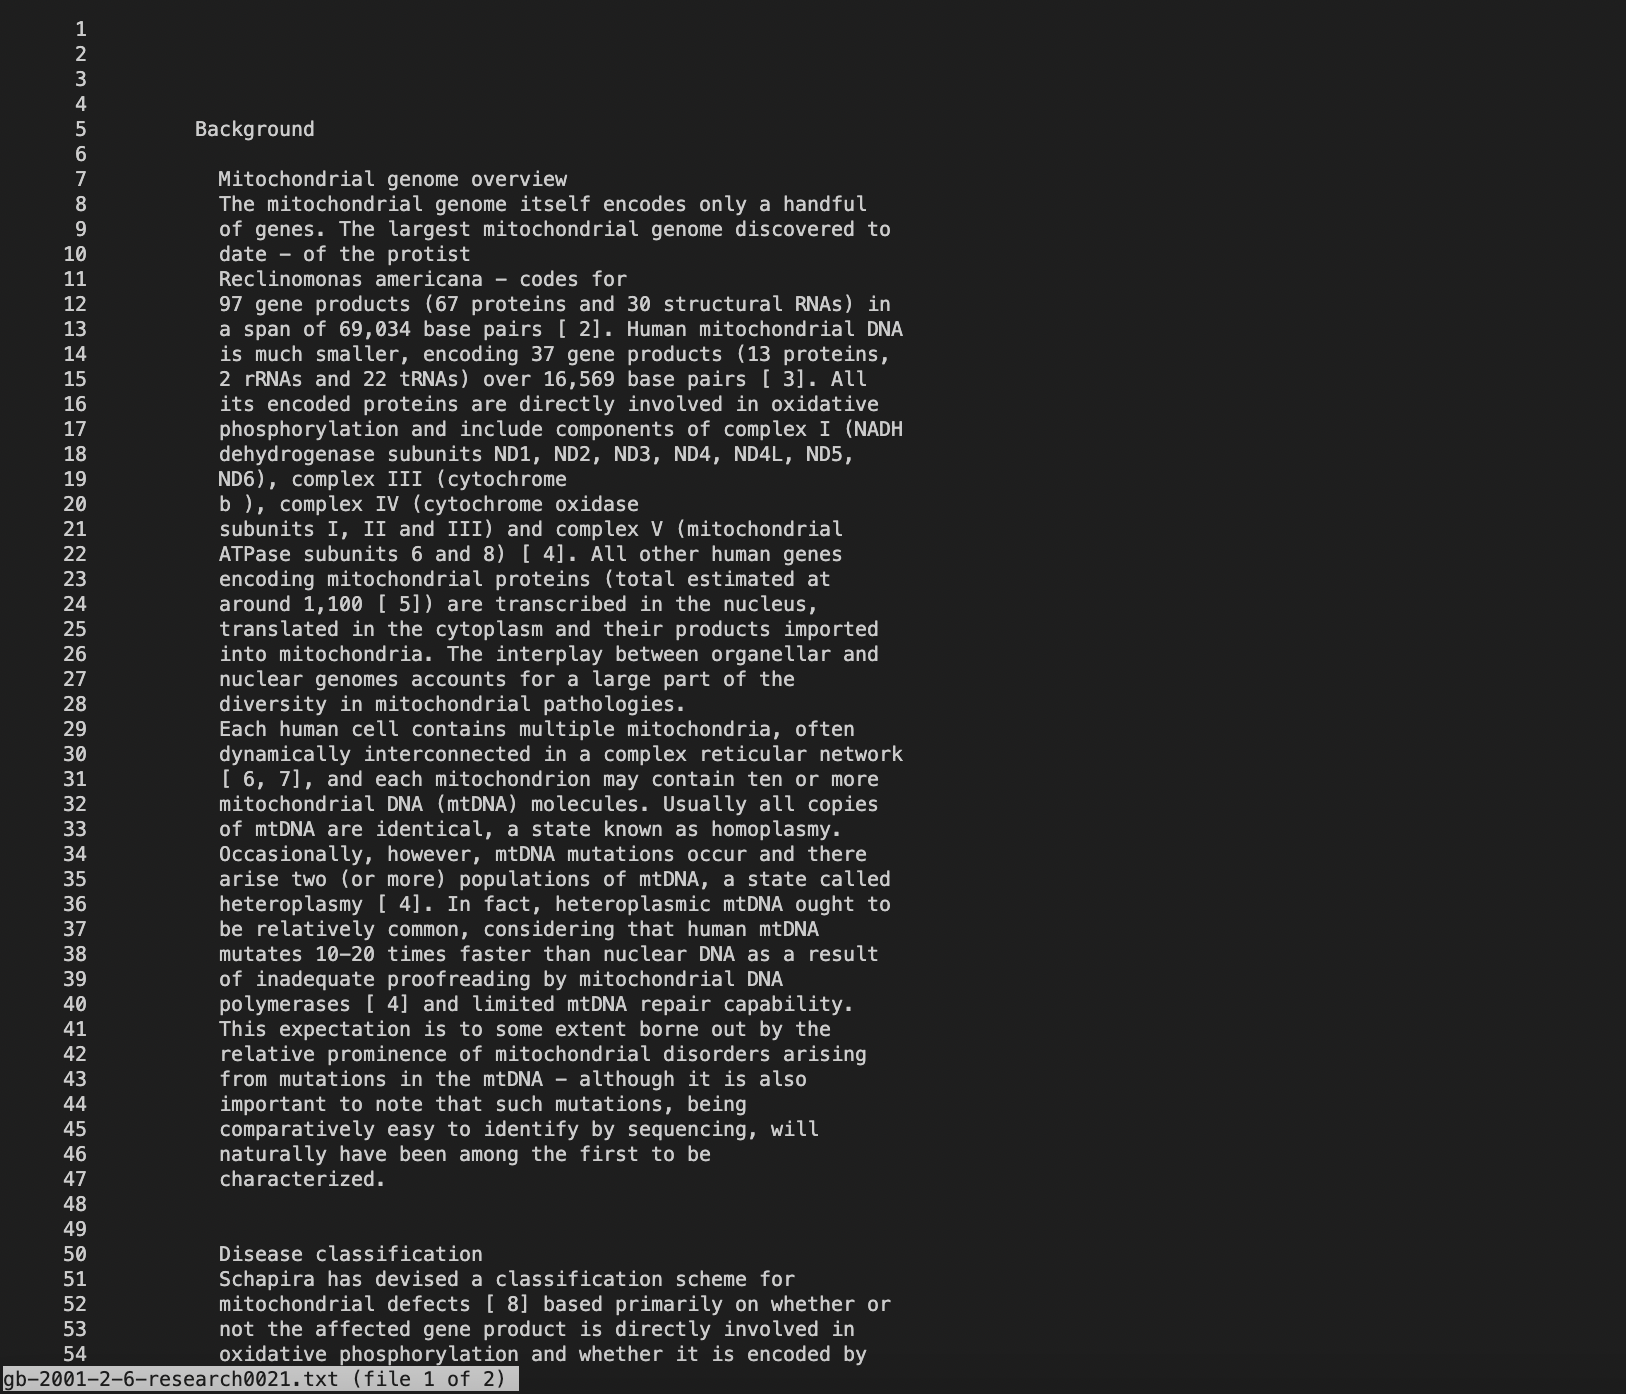 1
2
3
4
5 Background
6
7 Mitochondrial genome overview
8 The mitochondrial genome itself encodes only a handful
9 of genes. The largest mitochondrial genome discovered to
10 date - of the protist
11 Reclinomonas americana - codes for
12 97 gene products (67 proteins and 30 structural RNAs) in
13 a span of 69,034 base pairs [ 2]. Human mitochondrial DNA
14 is much smaller, encoding 37 gene products (13 proteins,
15 2 rRNAs and 22 tRNAs) over 16,569 base pairs [ 3]. All
16 its encoded proteins are directly involved in oxidative
17 phosphorylation and include components of complex I (NADH
18 dehydrogenase subunits ND1, ND2, ND3, ND4, ND4L, ND5,
19 ND6), complex III (cytochrome
20 b ), complex IV (cytochrome oxidase
21 subunits I, II and III) and complex V (mitochondrial
22 ATPase subunits 6 and 8) [ 4]. All other human genes
23 encoding mitochondrial proteins (total estimated at
24 around 1,100 [ 5]) are transcribed in the nucleus,
25 translated in the cytoplasm and their products imported
26 into mitochondria. The interplay between organellar and
27 nuclear genomes accounts for a large part of the
28 diversity in mitochondrial pathologies.
29 Each human cell contains multiple mitochondria, often
30 dynamically interconnected in a complex reticular network
31 [ 6, 7], and each mitochondrion may contain ten or more
32 mitochondrial DNA (mtDNA) molecules. Usually all copies
33 of mtDNA are identical, a state known as homoplasmy.
34 Occasionally, however, mtDNA mutations occur and there
35 arise two (or more) populations of mtDNA, a state called
36 heteroplasmy [ 4]. In fact, heteroplasmic mtDNA ought to
37 be relatively common, considering that human mtDNA
38 mutates 10-20 times faster than nuclear DNA as a result
39 of inadequate proofreading by mitochondrial DNA
40 polymerases [ 4] and limited mtDNA repair capability.
41 This expectation is to some extent borne out by the
42 relative prominence of mitochondrial disorders arising
43 from mutations in the mtDNA - although it is also
44 important to note that such mutations, being
45 comparatively easy to identify by sequencing, will
46 naturally have been among the first to be
47 characterized.
48
49
50 Disease classification
51 Schapira has devised a classification scheme for
52 mitochondrial defects [ 8] based primarily on whether or
53 not the affected gene product is directly involved in
54 oxidative phosphorylation and whether it is encoded by
gb-2001-2-6-research0021.txt (file 1 of 2)